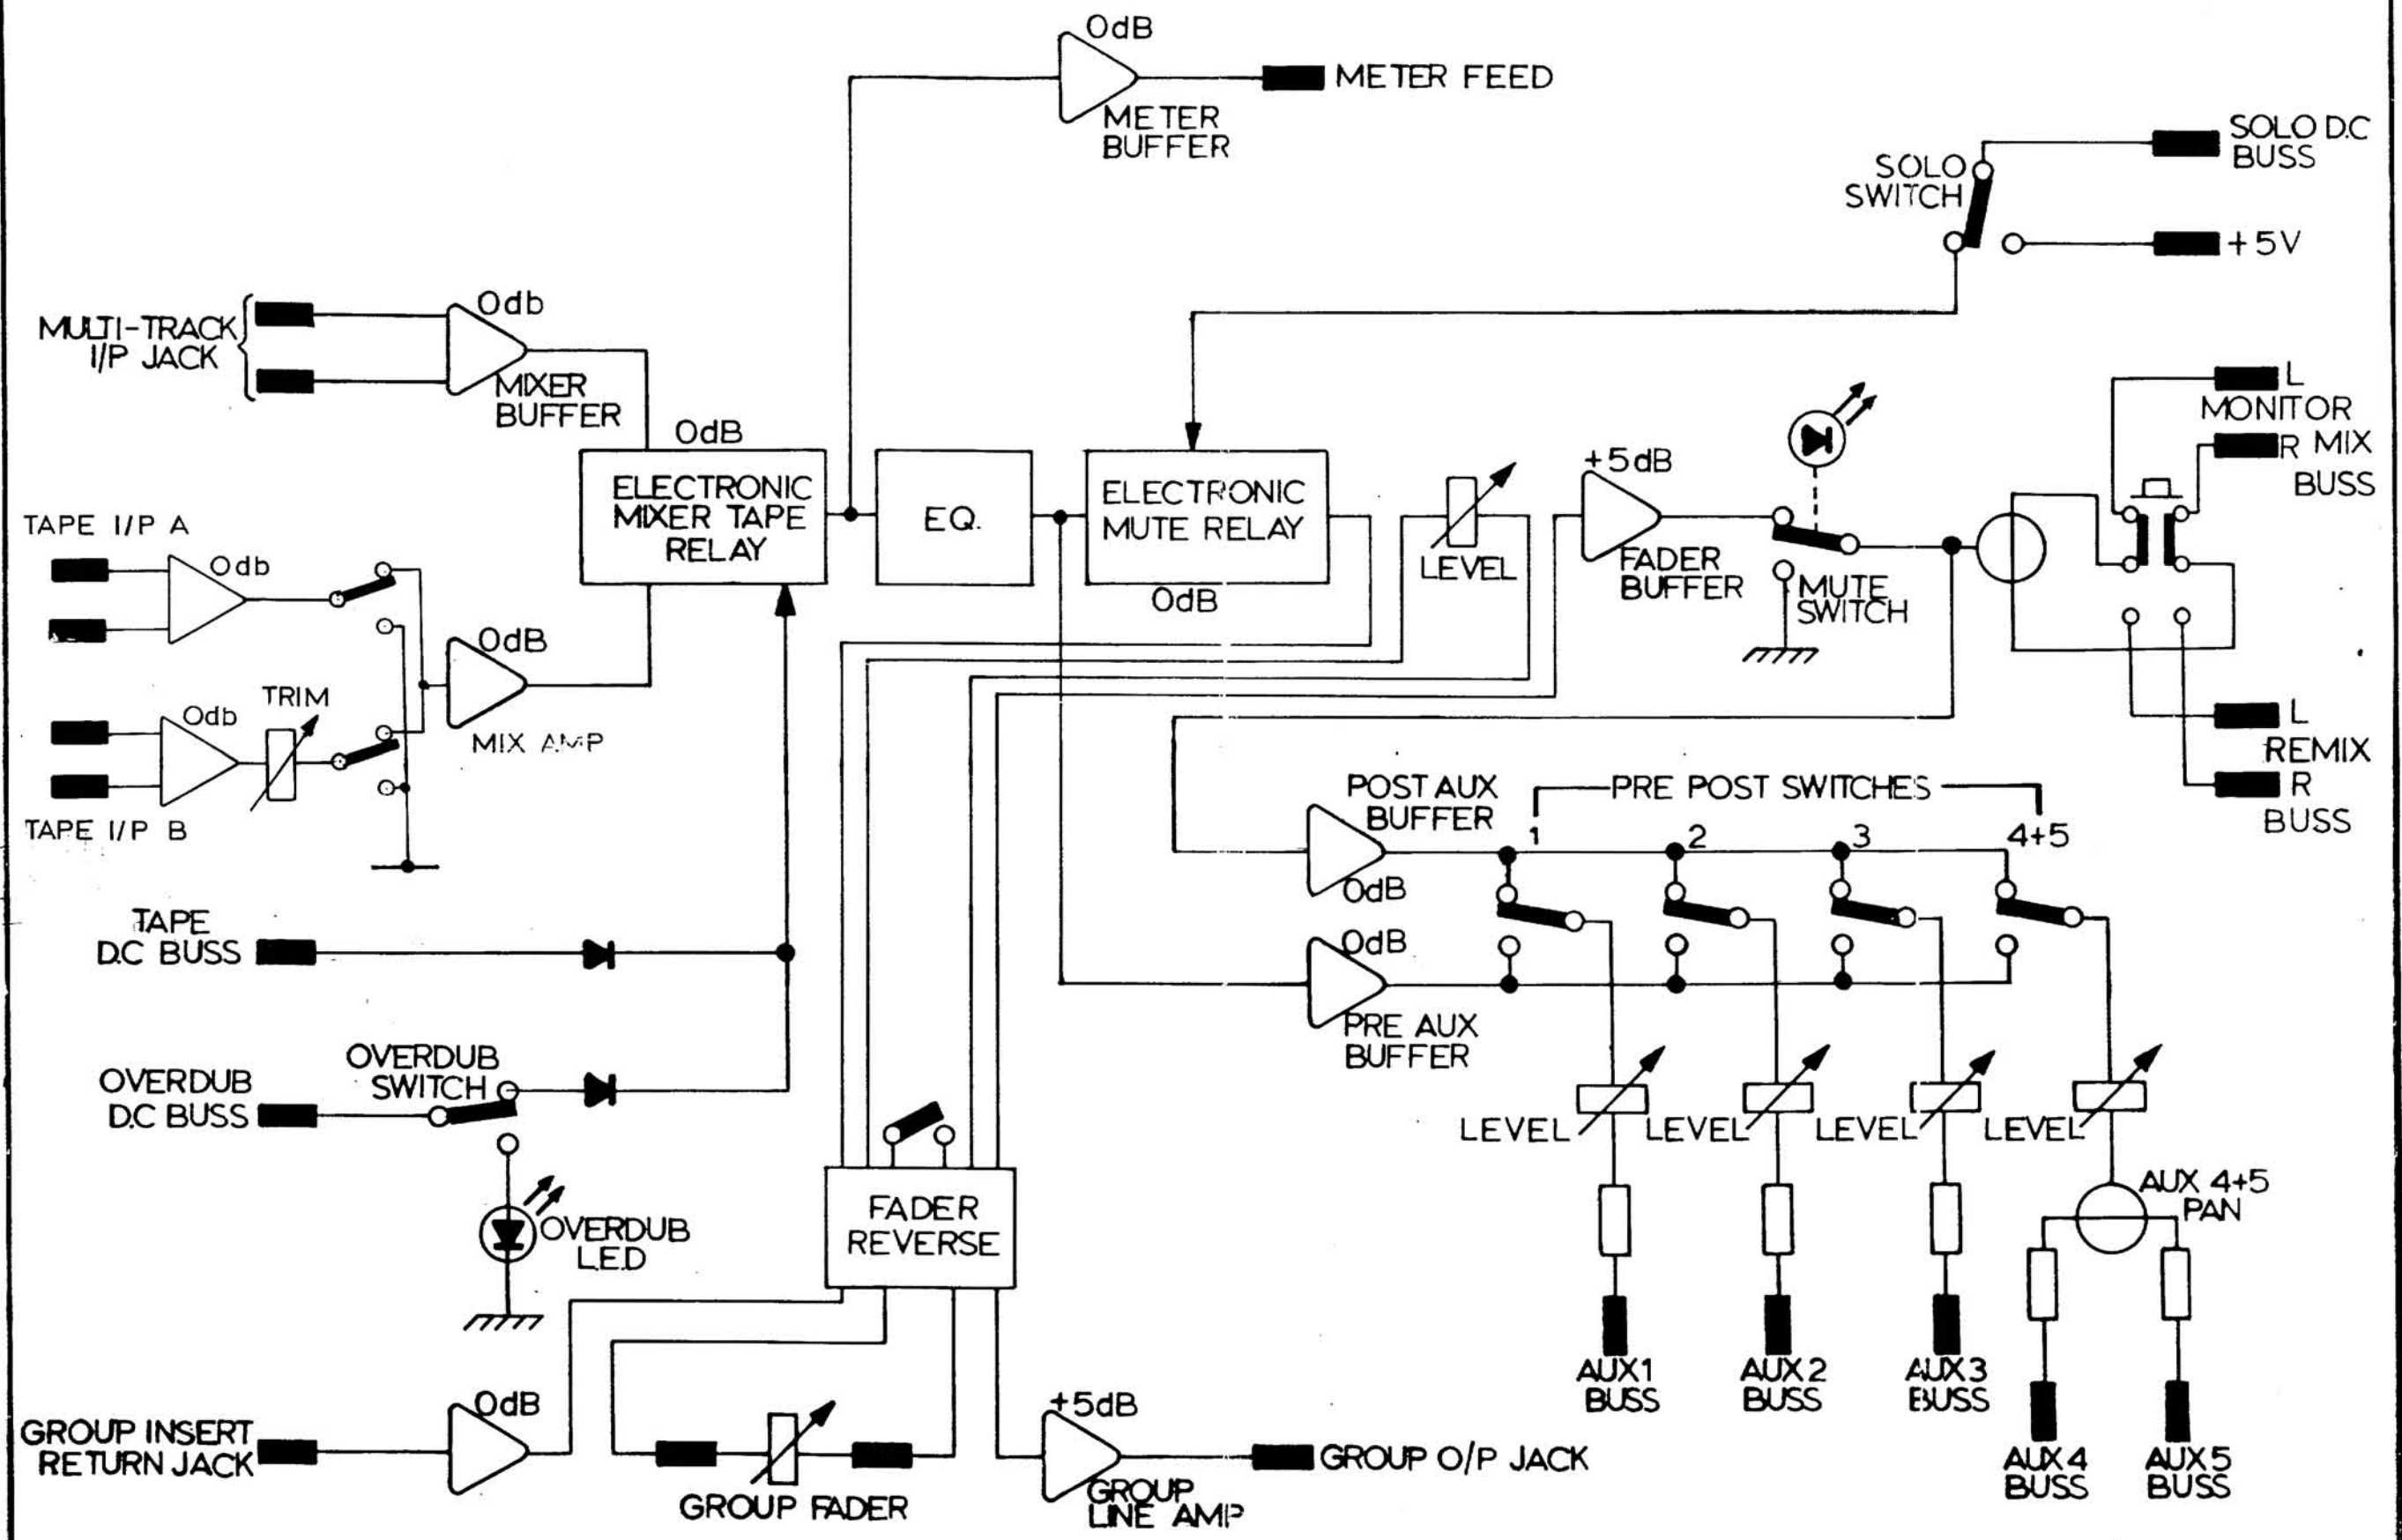 0dB
METER FEED
METER
BUFFER
SOLO D.C
BUSS
SOLO
SWITCH
+5V
MULTI-TRACK
I/P JACK
0db
MIXER
BUFFER
0dB
ELECTRONIC
MIXER TAPE
RELAY
EQ.
ELECTRONIC
MUTE RELAY
0dB
LEVEL
+5dB
FADER
BUFFER
MUTE
SWITCH
L
MONITOR
R MIX
BUSS
L
REMIX
R
BUSS
TAPE I/P A
0db
0dB
MIX AMP
TRIM
0db
TAPE I/P B
POST AUX
BUFFER
0dB
PRE POST SWITCHES
1
2
3
4+5
0dB
PRE AUX
BUFFER
TAPE
D.C BUSS
OVERDUB
SWITCH
OVERDUB
D.C BUSS
OVERDUB
L.E.D
FADER
REVERSE
LEVEL
LEVEL
LEVEL
LEVEL
AUX 4+5
PAN
AUX1
BUSS
AUX2
BUSS
AUX3
BUSS
AUX4
BUSS
AUX5
BUSS
GROUP INSERT
RETURN JACK
0dB
GROUP FADER
+5dB
GROUP
LINE AMP
GROUP O/P JACK